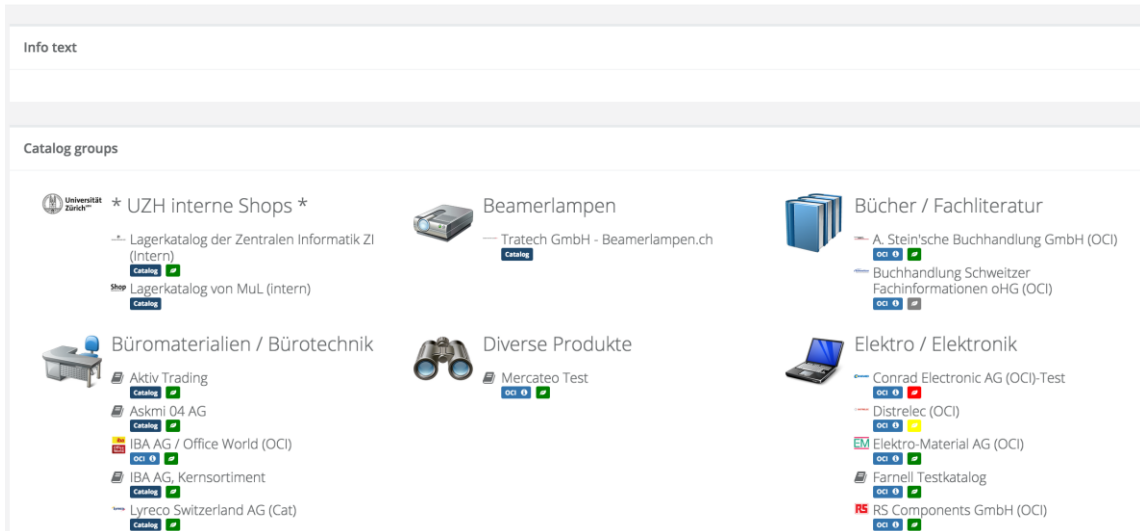 Info text
Catalog groups
Universität
Zürich
* UZH interne Shops *
Lagerkatalog der Zentralen Informatik ZI
(Intern)
Catalog
Shop Lagerkatalog von MuL (intern)
Catalog
Beamerlampen
Tratech GmbH - Beamerlampen.ch
Catalog
Bücher / Fachliteratur
A. Stein'sche Buchhandlung GmbH (OCI)
OCI
Buchhandlung Schweitzer
Fachinformationen oHG (OCI)
OCI
Büromaterialien / Bürotechnik
Aktiv Trading
Catalog
Askmi 04 AG
Catalog
IBA AG / Office World (OCI)
OCI
IBA AG, Kernsortiment
Catalog
Lyreco Switzerland AG (Cat)
Catalog
Diverse Produkte
Mercateo Test
OCI
Elektro / Elektronik
Conrad Electronic AG (OCI)-Test
OCI
Distrelec (OCI)
OCI
EM Elektro-Material AG (OCI)
OCI
Farnell Testkatalog
OCI
RS RS Components GmbH (OCI)
OCI